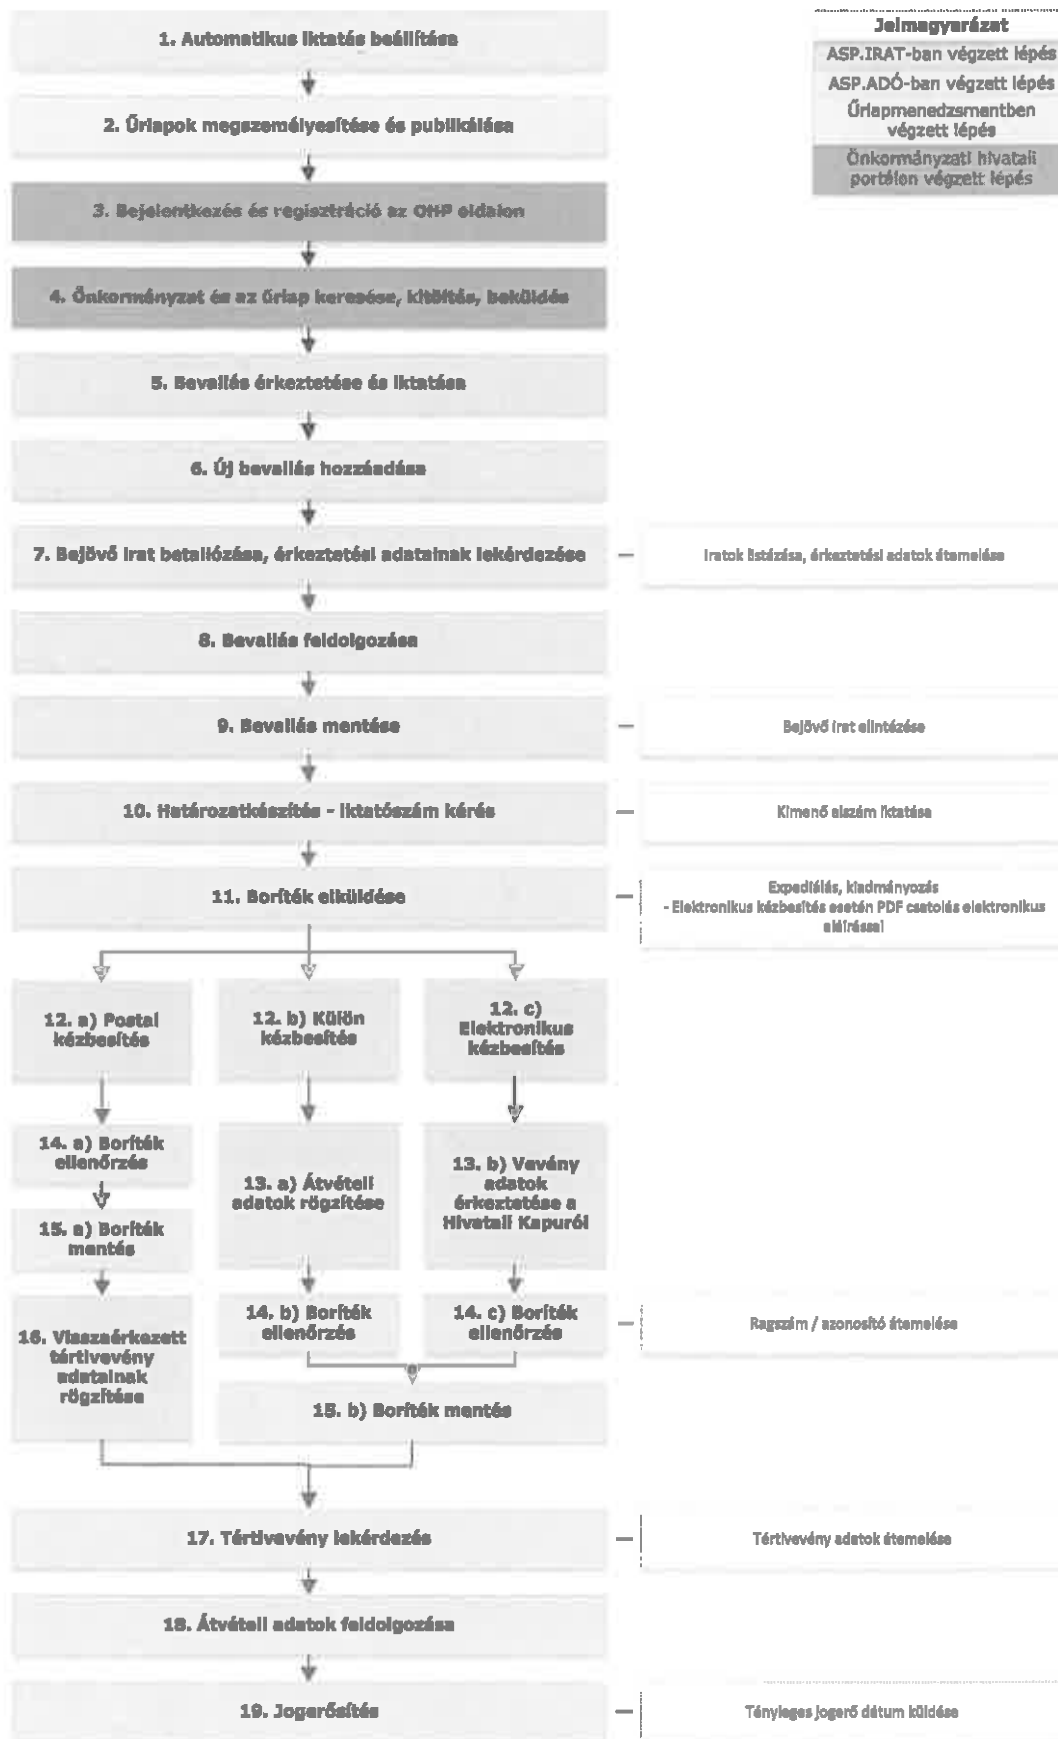 1. Automatikus iktatás beállítása
Jelmagyarázat
ASP.IRAT-ban végzett lépés
ASP.ADÓ-ban végzett lépés
Űrlapmenedzsmentben
végzett lépés
Önkormányzati hivatali
portálon végzett lépés
2. Űrlapok megszemélyesítése és publikálása
3. Bejelentkezés és regisztráció az OHP oldalon
4. Önkormányzat és az űrlap keresése, kitöltés, beküldés
5. Bevallás érkeztetése és iktatása
6. Új bevallás hozzáadása
7. Bejövő irat betallózása, érkeztetési adatainak lekérdezése
Iratok listázása, érkeztetési adatok átemelése
8. Bevallás feldolgozása
9. Bevallás mentése
Bejövő irat elintézése
10. Határozatkészítés - iktatószám kérés
Kimenő alszám iktatása
11. Boríték elküldése
Expediálás, kiadmányozás
- Elektronikus kézbesítés esetén PDF csatolás elektronikus
aláírással
12. a) Postai
kézbesítés
12. b) Külön
kézbesítés
12. c)
Elektronikus
kézbesítés
14. a) Boríték
ellenőrzés
13. a) Átvételi
adatok rögzítése
13. b) Vevény
adatok
érkeztetése a
Hivatali Kapuról
15. a) Boríték
mentés
16. Visszaérkezett
tértivevény
adatainak
rögzítése
14. b) Boríték
ellenőrzés
14. c) Boríték
ellenőrzés
Ragszám / azonosító átemelése
15. b) Boríték mentés
17. Tértivevény lekérdezés
Tértivevény adatok átemelése
18. Átvételi adatok feldolgozása
19. Jogerősítés
Tényleges jogerő dátum küldése